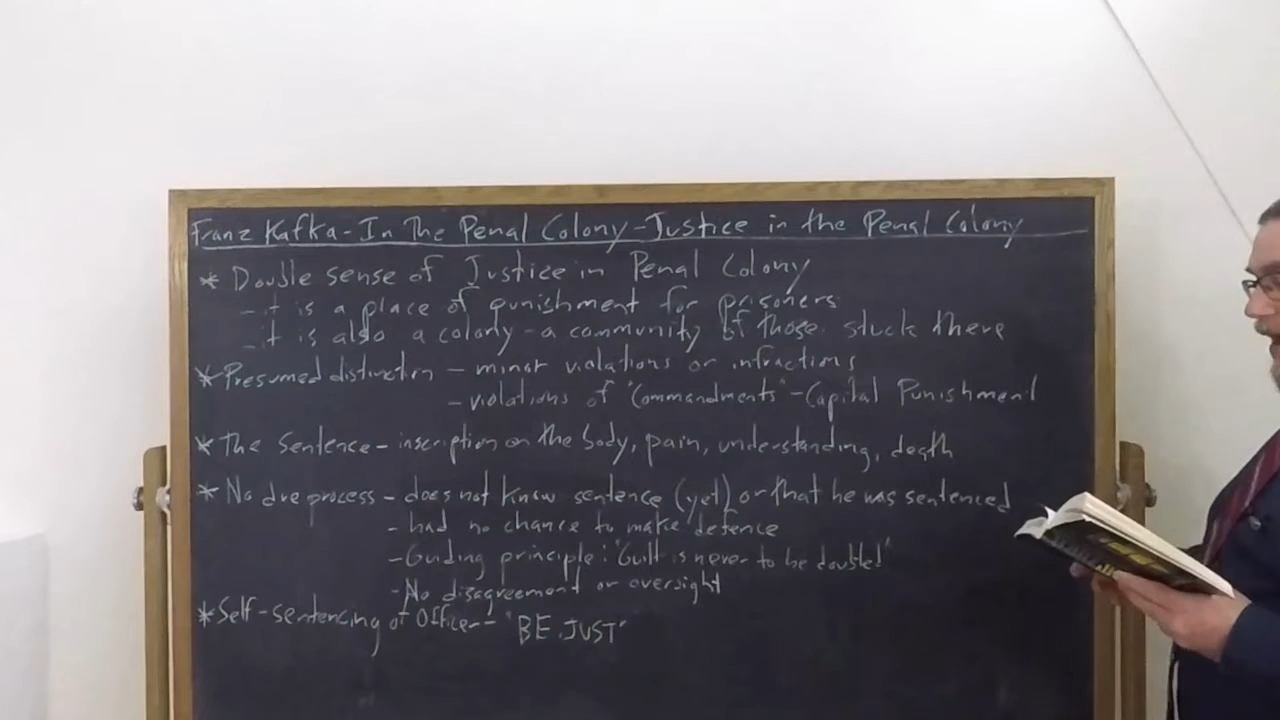 Franz Kafka - In The Penal Colony - Justice in the Penal Colony
* Double sense of Justice in Penal Colony
- it is a place of punishment for prisoners
- it is also a colony - a community of those stuck there
* Presumed distinction - minor violations or infractions
- violations of "Commandments" - Capital Punishment
* The Sentence - inscription on the body, pain, understanding, death
* No due process - does not know sentence (yet) or that he was sentenced
- had no chance to make defence
- Guiding principle: "Guilt is never to be doubted"
- No disagreement or oversight
* Self-sentencing of Officer - "BE JUST"